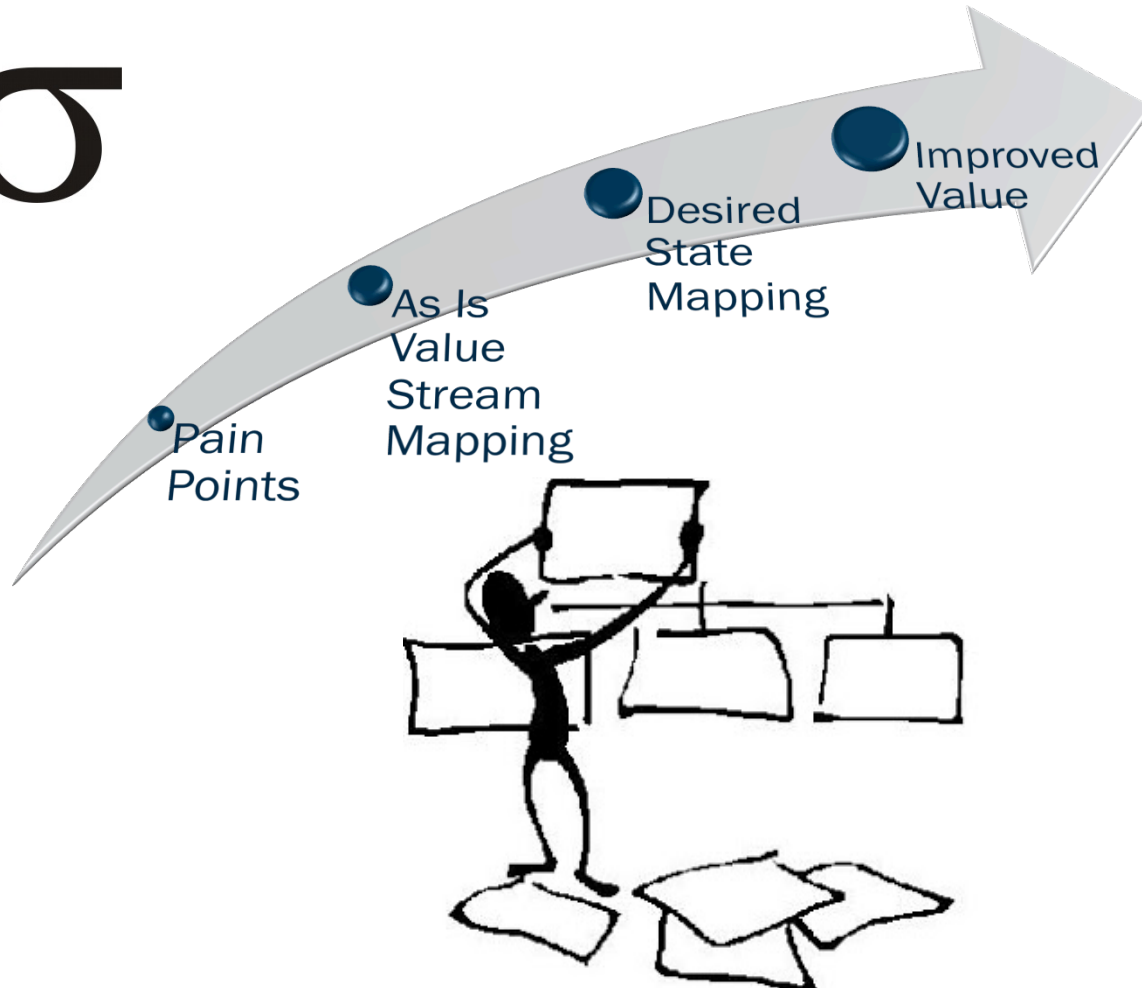 σ
Improved
Value
Desired
State
Mapping
As Is
Value
Stream
Mapping
Pain
Points